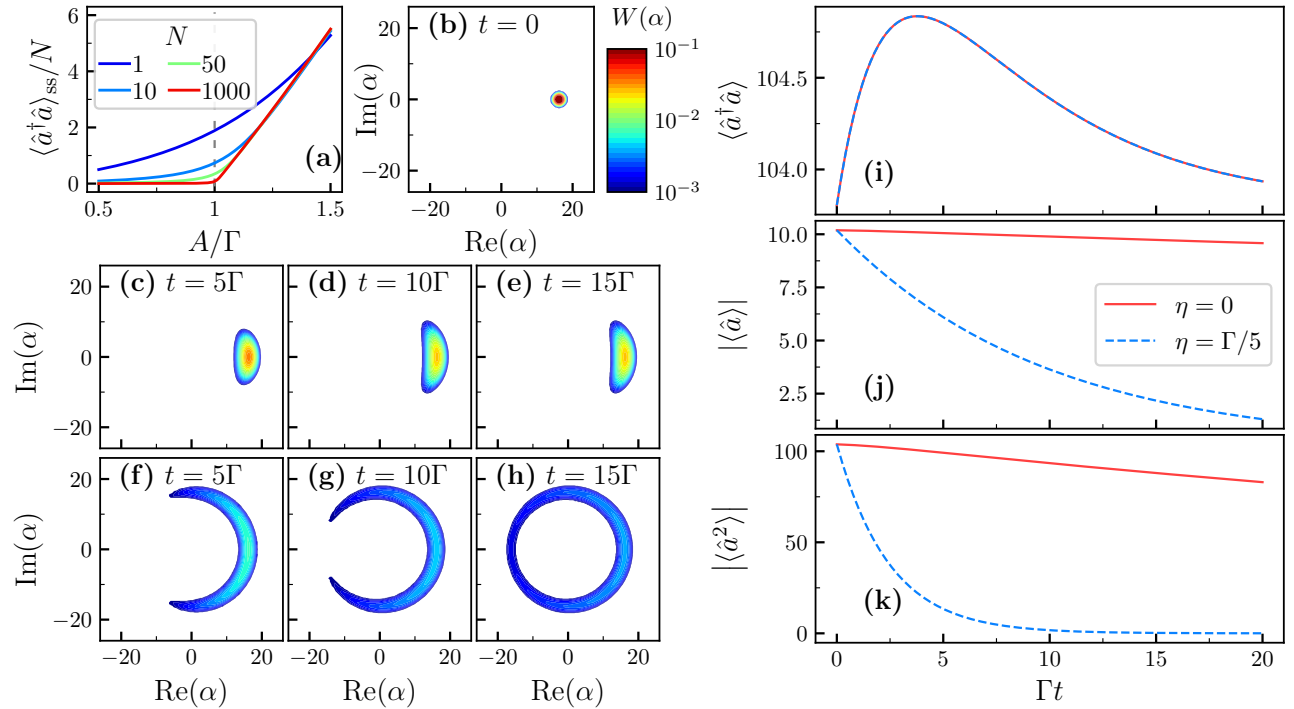 6
4
2
0
⟨â†â⟩ss/N
N
1
50
10
1000
(a)
0.5
1
1.5
A/Γ
(b) t = 0
20
0
−20
Im(α)
−20
0
20
Re(α)
W(α)
10⁻¹
10⁻²
10⁻³
(c) t = 5Γ
(d) t = 10Γ
(e) t = 15Γ
20
0
−20
Im(α)
(f) t = 5Γ
(g) t = 10Γ
(h) t = 15Γ
20
0
−20
Im(α)
−20
0
20
−20
0
20
−20
0
20
Re(α)
Re(α)
Re(α)
⟨â†â⟩
104.5
104.0
(i)
|⟨â⟩|
10.0
7.5
5.0
2.5
η = 0
η = Γ/5
(j)
|⟨â²⟩|
100
50
0
(k)
0
5
10
15
20
Γt